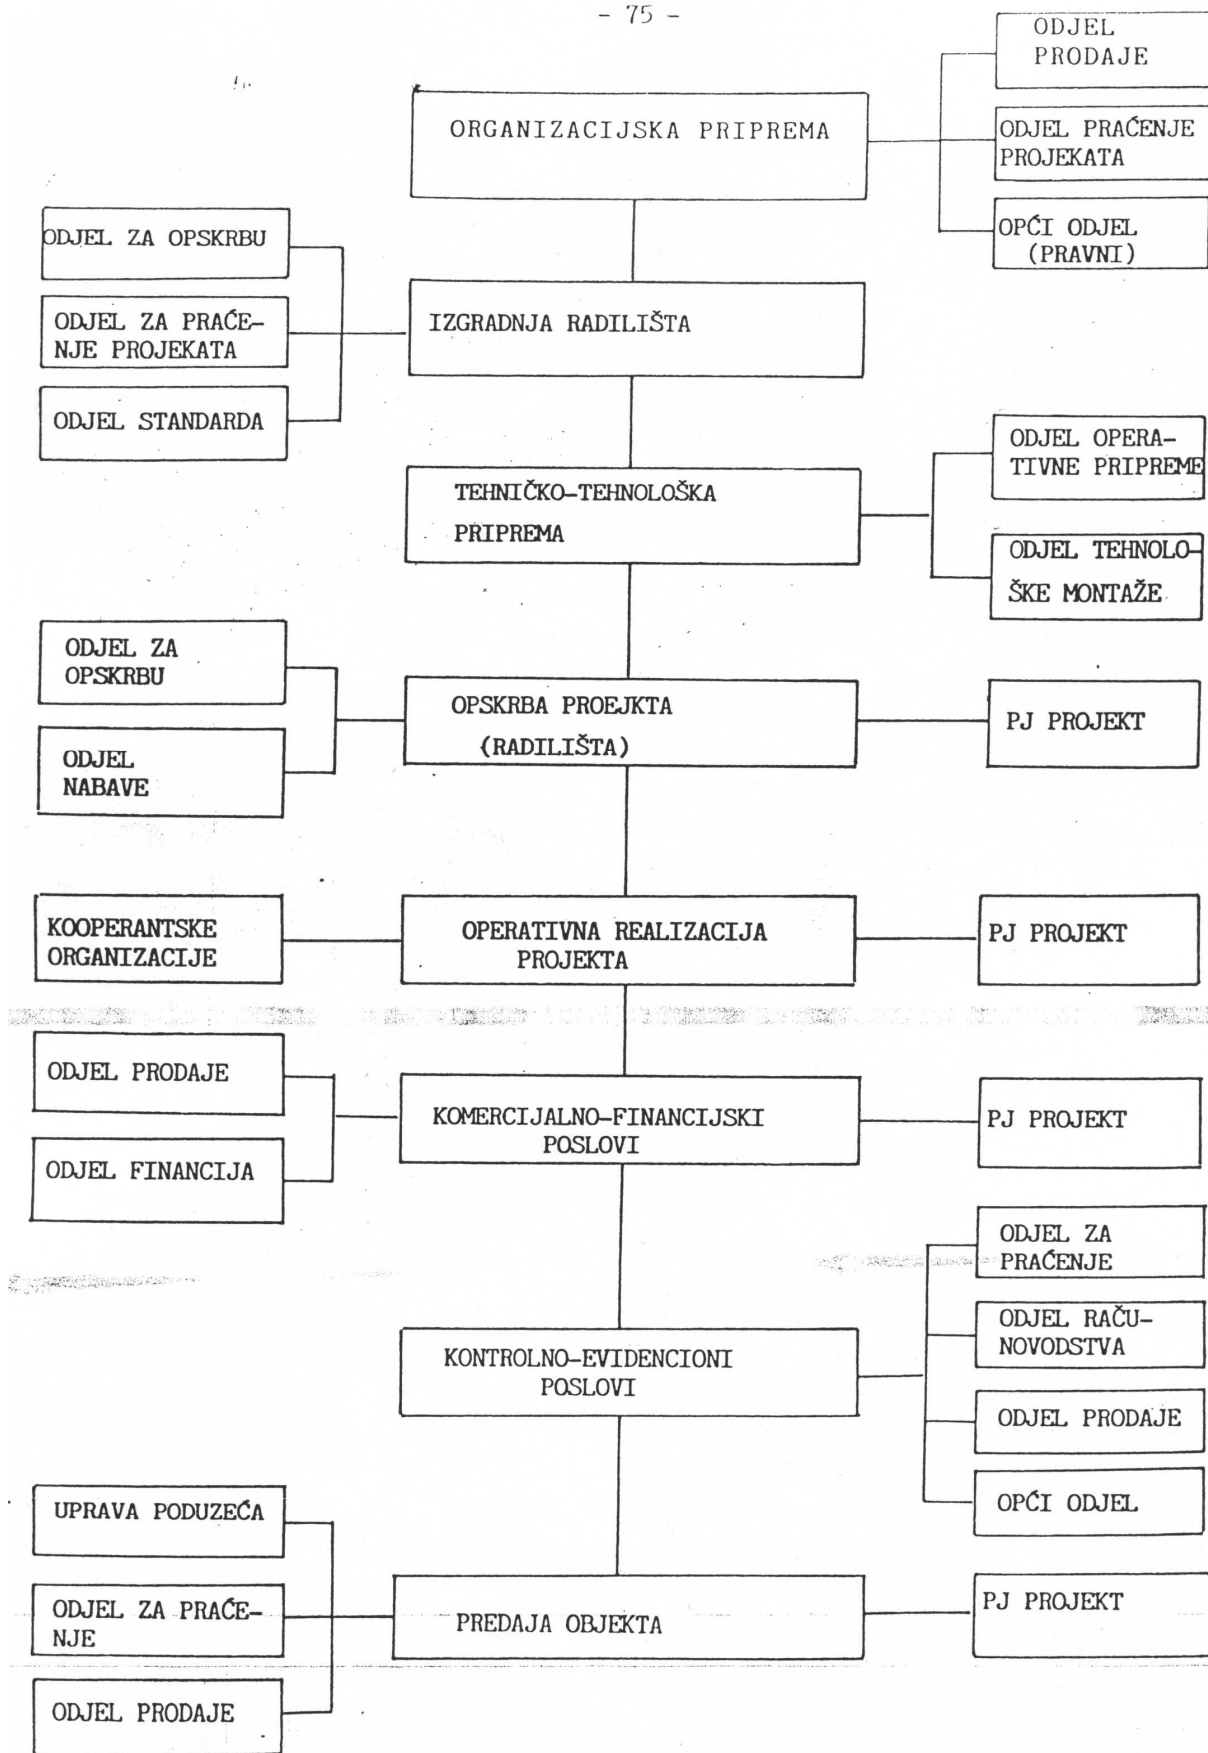 - 75 -
ODJEL
PRODAJE
ORGANIZACIJSKA PRIPREMA
ODJEL PRAĆENJE
PROJEKATA
OPĆI ODJEL
(PRAVNI)
ODJEL ZA OPSKRBU
ODJEL ZA PRAĆE-
NJE PROJEKATA
ODJEL STANDARDA
IZGRADNJA RADILIŠTA
TEHNIČKO-TEHNOLOŠKA
PRIPREMA
ODJEL OPERA-
TIVNE PRIPREME
ODJEL TEHNOLO-
ŠKE MONTAŽE
ODJEL ZA
OPSKRBU
ODJEL
NABAVE
OPSKRBA PROEJKTA
(RADILIŠTA)
PJ PROJEKT
KOOPERANTSKE
ORGANIZACIJE
OPERATIVNA REALIZACIJA
PROJEKTA
PJ PROJEKT
ODJEL PRODAJE
ODJEL FINANCIJA
KOMERCIJALNO-FINANCIJSKI
POSLOVI
PJ PROJEKT
KONTROLNO-EVIDENCIONI
POSLOVI
ODJEL ZA
PRAĆENJE
ODJEL RAČU-
NOVODSTVA
ODJEL PRODAJE
OPĆI ODJEL
UPRAVA PODUZEĆA
ODJEL ZA PRAĆE-
NJE
ODJEL PRODAJE
PREDAJA OBJEKTA
PJ PROJEKT